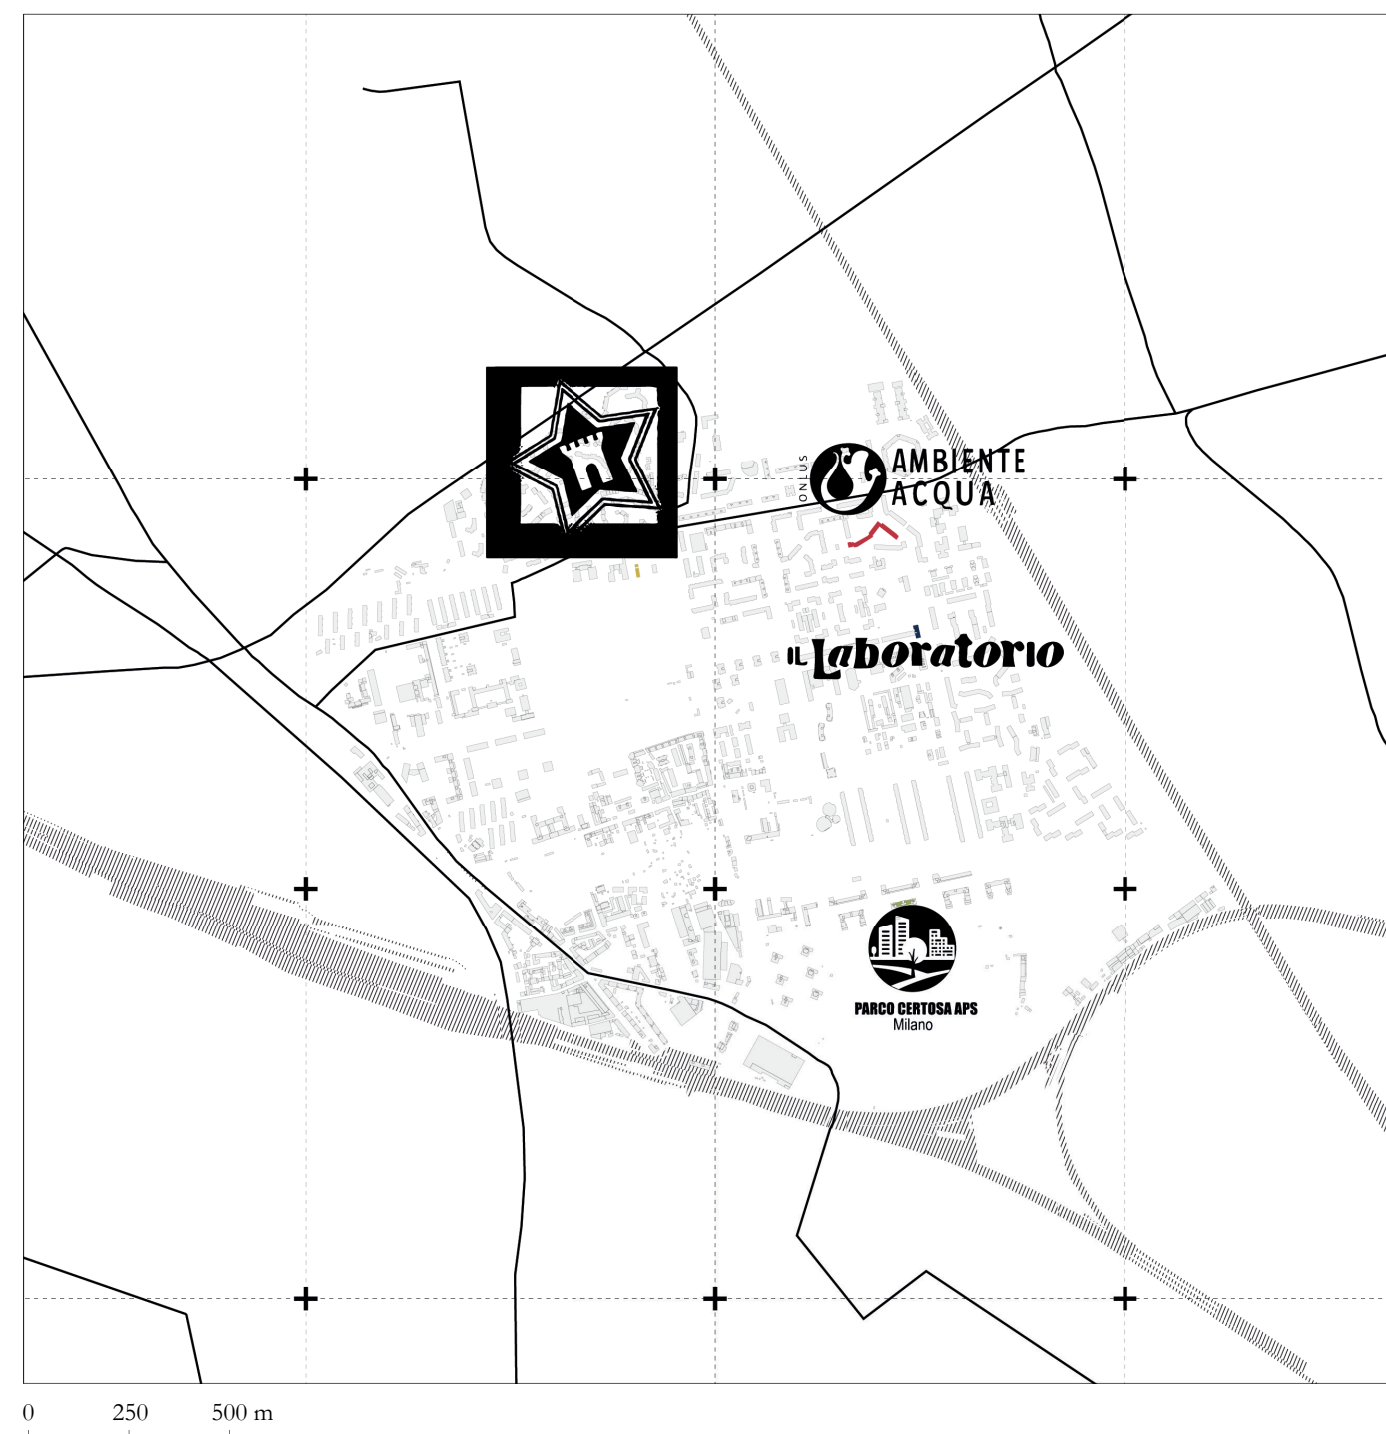 ONLUS
AMBIENTE
ACQUA
IL Laboratorio
PARCO CERTOSA APS
Milano
0 250 500 m